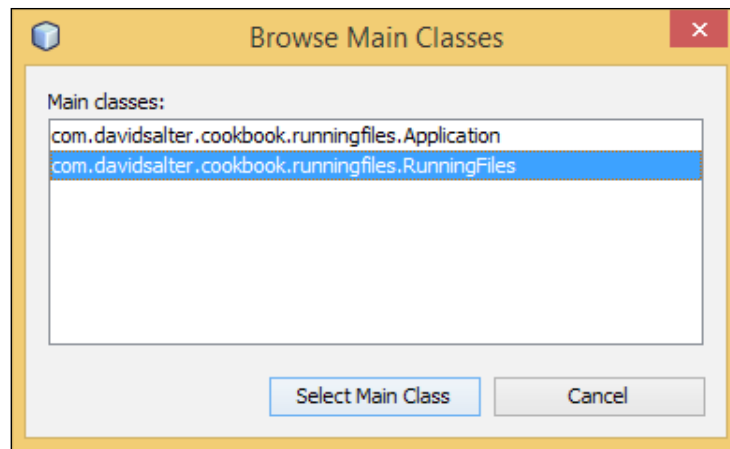 Browse Main Classes
Main classes:
com.davidsalter.cookbook.runningfiles.Application
com.davidsalter.cookbook.runningfiles.RunningFiles
Select Main Class
Cancel